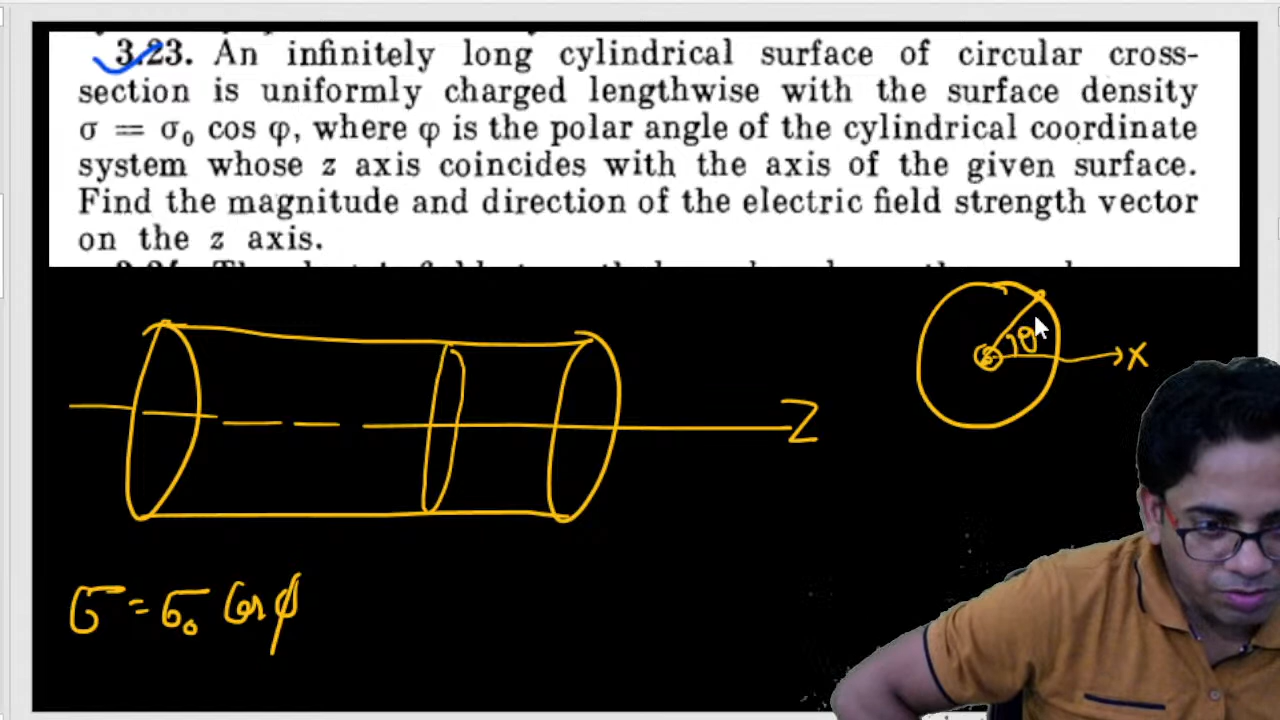 3.23. An infinitely long cylindrical surface of circular cross-
section is uniformly charged lengthwise with the surface density
σ = σ₀ cos φ, where φ is the polar angle of the cylindrical coordinate
system whose z axis coincides with the axis of the given surface.
Find the magnitude and direction of the electric field strength vector
on the z axis.
θ
X
Z
σ = σ₀ cos φ